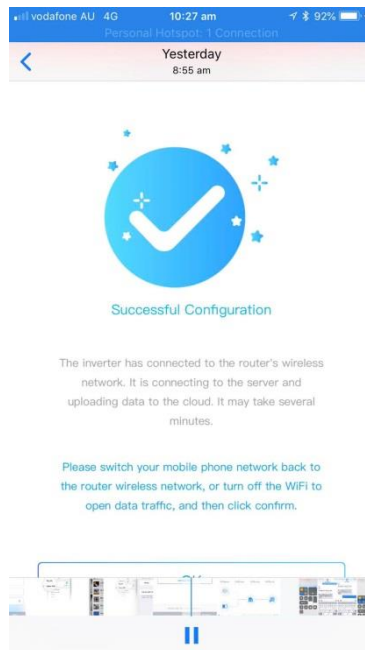 vodafone AU 4G 10:27 am 92%
Personal Hotspot: 1 Connection
Yesterday
8:55 am
Successful Configuration
The inverter has connected to the router's wireless
network. It is connecting to the server and
uploading data to the cloud. It may take several
minutes.
Please switch your mobile phone network back to
the router wireless network, or turn off the WiFi to
open data traffic, and then click confirm.